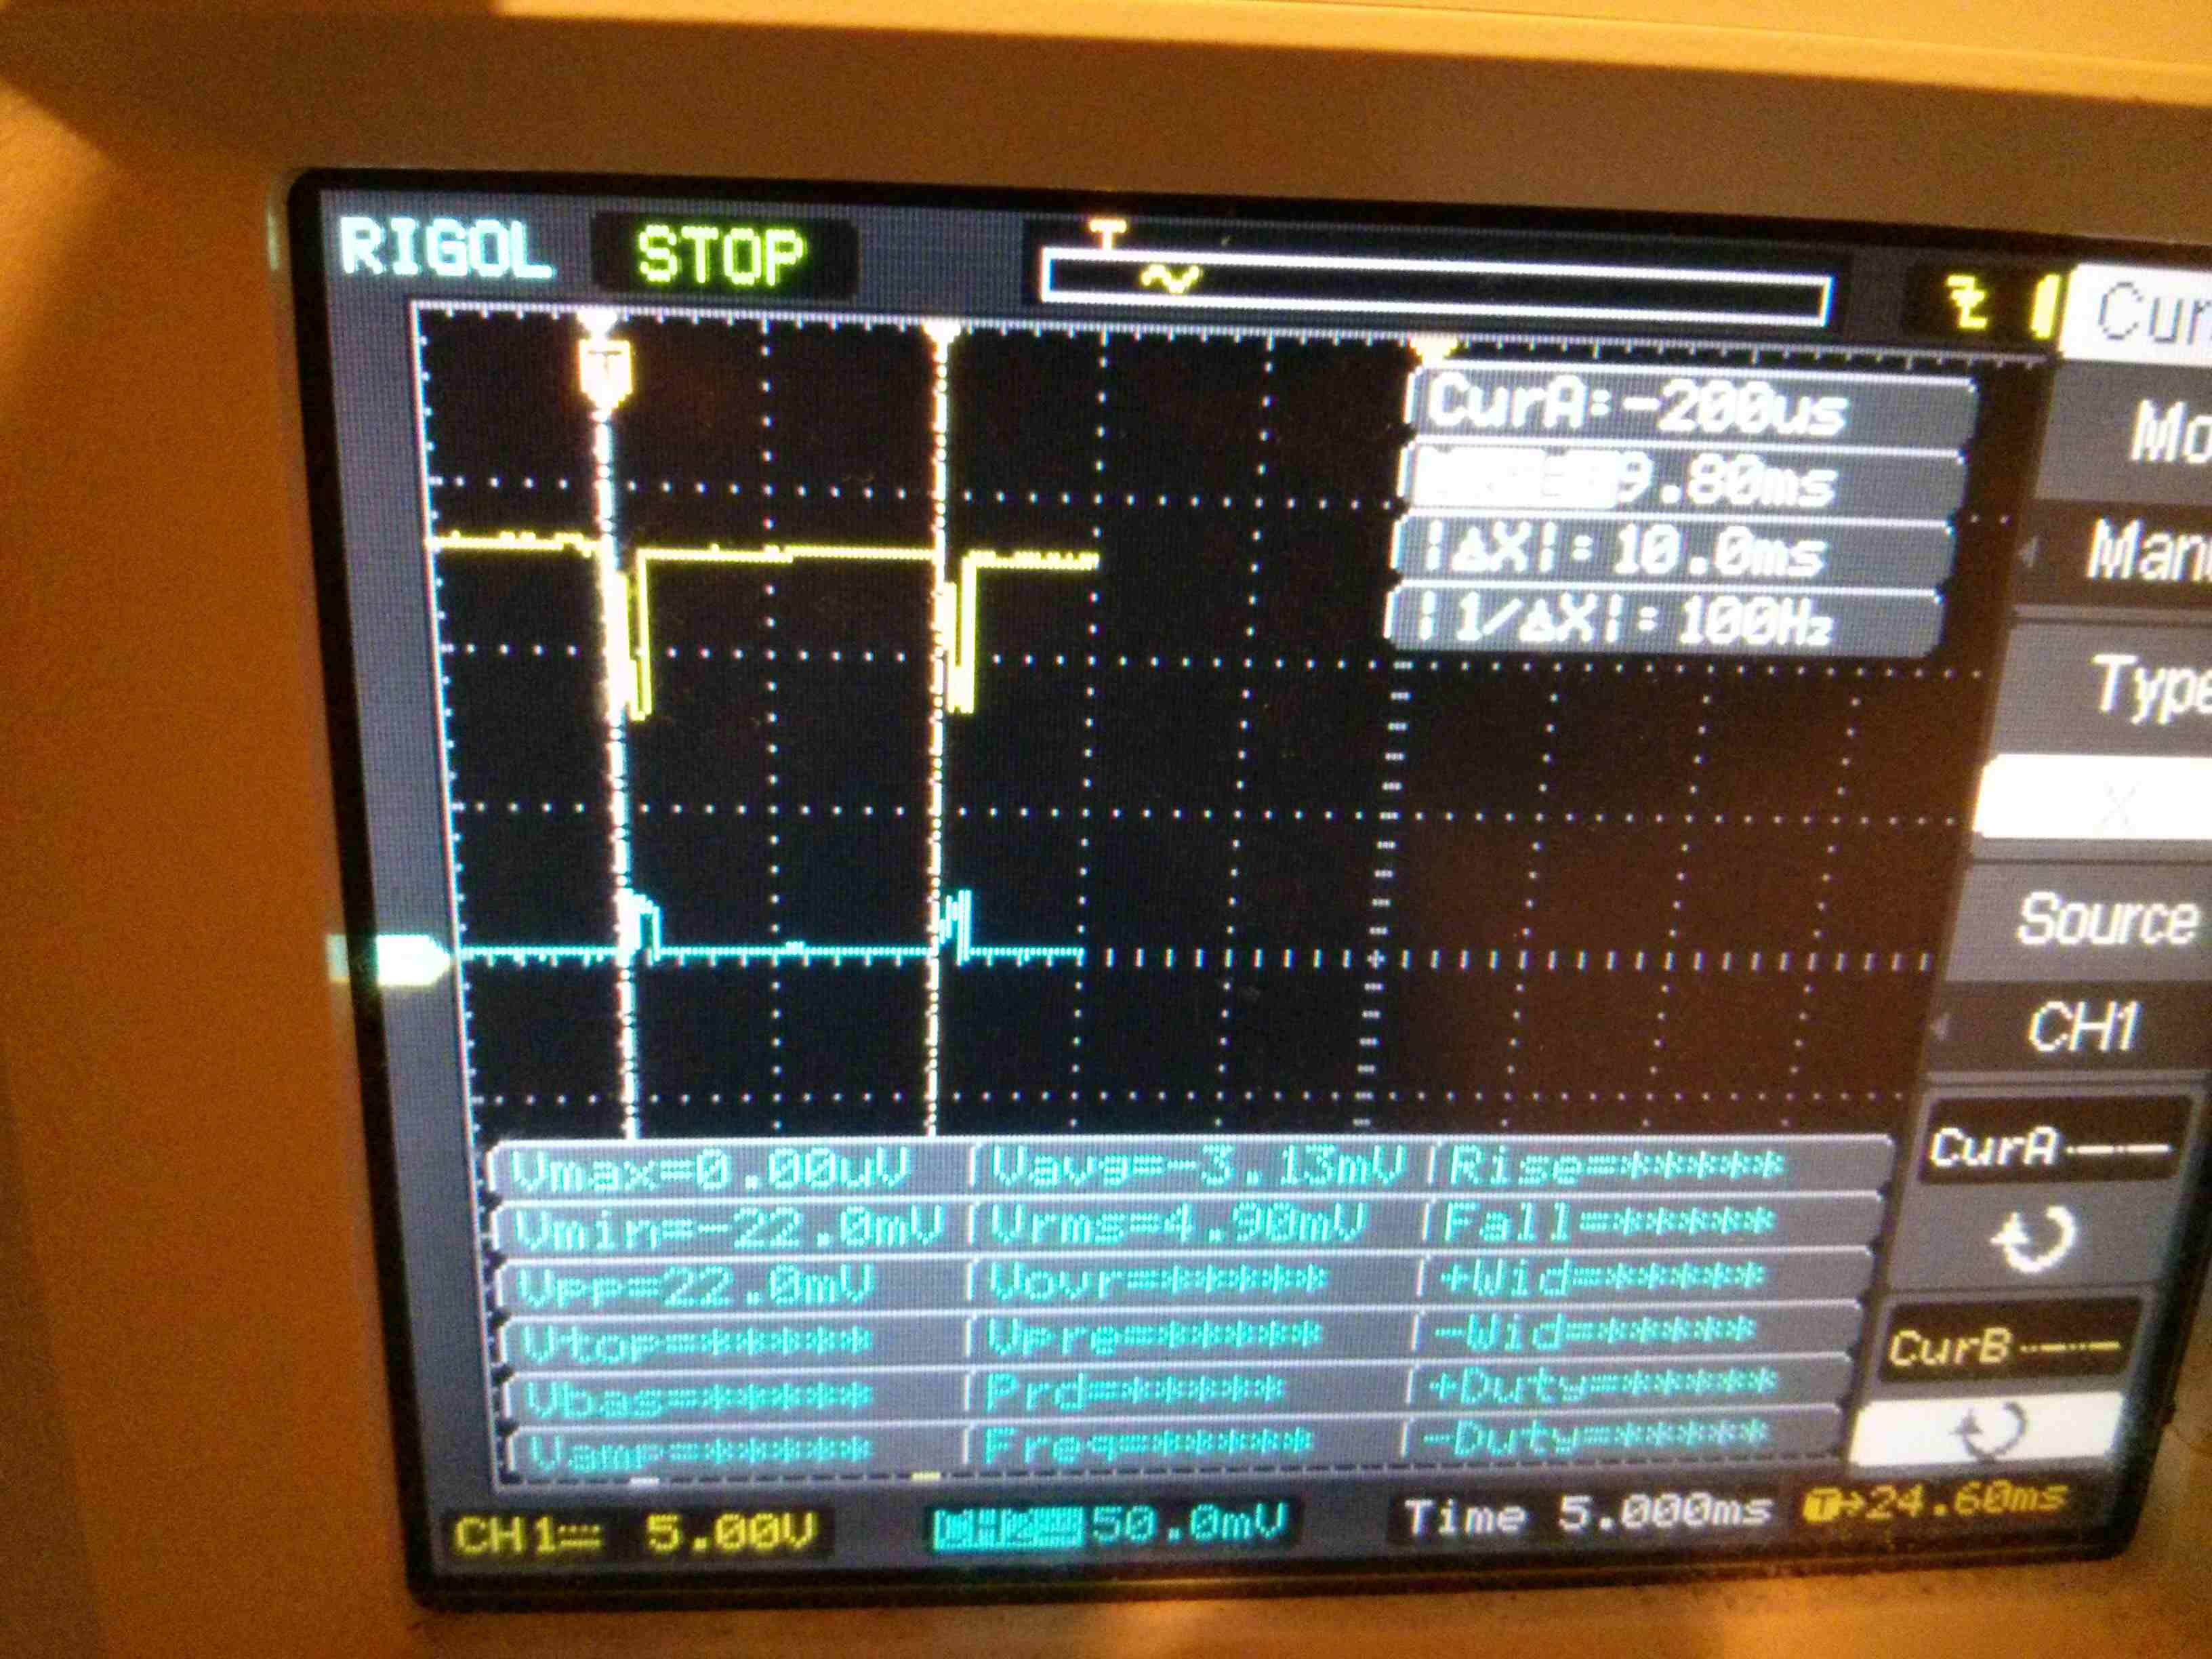 RIGOL STOP T
T
CurA:-200us
9.80ms
|ΔX|: 10.0ms
|1/ΔX|: 100Hz
Cur
Mo
Manu
Type
X
Source
CH1
CurA
CurB
Vmax=0.00uV Vavg=-3.13mV Rise=*****
Vmin=-22.0mV Vrms=4.90mV Fall=*****
Vpp=22.0mV Vovr=***** +Wid=*****
Vtop=***** Vpre=***** -Wid=*****
Vbas=***** Prd=***** +Duty=*****
Vamp=***** Freq=***** -Duty=*****
CH1 5.00V 50.0mV Time 5.000ms T→24.60ms